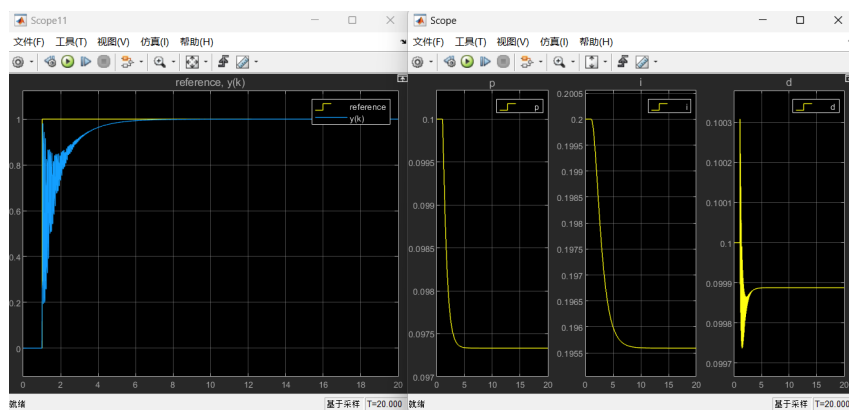 Scope11
文件(F) 工具(T) 视图(V) 仿真(I) 帮助(H)
reference, y(k)
reference
y(k)
1
0.8
0.6
0.4
0.2
0
0 2 4 6 8 10 12 14 16 18 20
就绪
基于采样 T=20.000
Scope
文件(F) 工具(T) 视图(V) 仿真(I) 帮助(H)
p
p
0.1
0.0995
0.099
0.0985
0.098
0.0975
0.097
0 5 10 15 20
i
i
0.2005
0.2
0.1995
0.199
0.1985
0.198
0.1975
0.197
0.1965
0.196
0.1955
0 5 10 15 20
d
d
0.1003
0.1002
0.1001
0.1
0.0999
0.0998
0.0997
0 5 10 15 20
就绪
基于采样 T=20.000